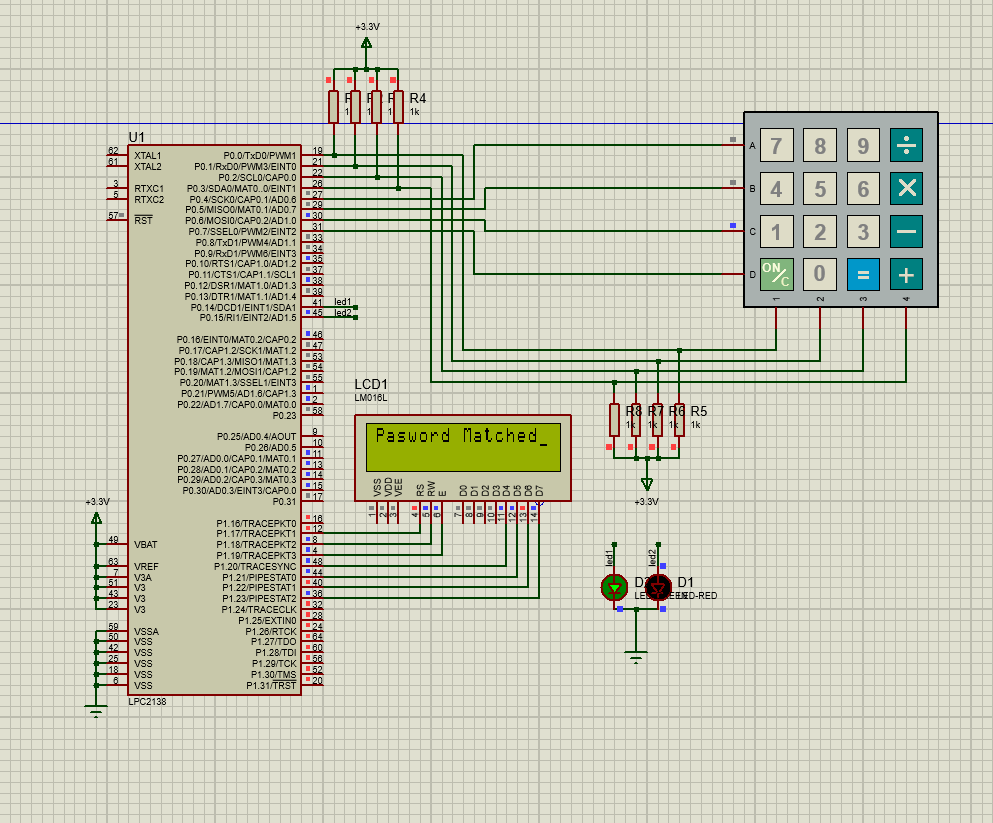 +3.3V
R4
1k
U1
62 XTAL1
61 XTAL2
3 RTXC1
5 RTXC2
57 RST
P0.0/TxD0/PWM1 19
P0.1/RxD0/PWM3/EINT0 21
P0.2/SCL0/CAP0.0 22
P0.3/SDA0/MAT0..0/EINT1 26
P0.4/SCK0/CAP0.1/AD0.6 27
P0.5/MISO0/MAT0.1/AD0.7 29
P0.6/MOSI0/CAP0.2/AD1.0 30
P0.7/SSEL0/PWM2/EINT2 31
P0.8/TxD1/PWM4/AD1.1 33
P0.9/RxD1/PWM6/EINT3 34
P0.10/RTS1/CAP1.0/AD1.2 35
P0.11/CTS1/CAP1.1/SCL1 37
P0.12/DSR1/MAT1.0/AD1.3 38
P0.13/DTR1/MAT1.1/AD1.4 39
P0.14/DCD1/EINT1/SDA1 41 led1
P0.15/RI1/EINT2/AD1.5 45 led2
P0.16/EINT0/MAT0.2/CAP0.2 46
P0.17/CAP1.2/SCK1/MAT1.2 47
P0.18/CAP1.3/MISO1/MAT1.3 53
P0.19/MAT1.2/MOSI1/CAP1.2 54
P0.20/MAT1.3/SSEL1/EINT3 55
P0.21/PWM5/AD1.6/CAP1.3 1
P0.22/AD1.7/CAP0.0/MAT0.0 2
P0.23 58
P0.25/AD0.4/AOUT 9
P0.26/AD0.5 10
P0.27/AD0.0/CAP0.1/MAT0.1 11
P0.28/AD0.1/CAP0.2/MAT0.2 13
P0.29/AD0.2/CAP0.3/MAT0.3 14
P0.30/AD0.3/EINT3/CAP0.0 15
P0.31 17
P1.16/TRACEPKT0 16
P1.17/TRACEPKT1 12
P1.18/TRACEPKT2 8
P1.19/TRACEPKT3 4
P1.20/TRACESYNC 48
P1.21/PIPESTAT0 44
P1.22/PIPESTAT1 40
P1.23/PIPESTAT2 36
P1.24/TRACECLK 32
P1.25/EXTIN0 28
P1.26/RTCK 24
P1.27/TDO 64
P1.28/TDI 60
P1.29/TCK 56
P1.30/TMS 52
P1.31/TRST 20
+3.3V
49 VBAT
63 VREF
7 V3A
51 V3
43 V3
23 V3
59 VSSA
50 VSS
42 VSS
25 VSS
18 VSS
6 VSS
LPC2138
LCD1
LM016L
Pasword Matched_
VSS VDD VEE RS RW E D0 D1 D2 D3 D4 D5 D6 D7
1 2 3 4 5 6 7 8 9 10 11 12 13 14
A 7 8 9 ÷
B 4 5 6 ×
C 1 2 3 −
D ON/C 0 = +
1 2 3 4
R8 R7 R6 R5
1k 1k 1k 1k
+3.3V
led1 led2
D1
LED-RED